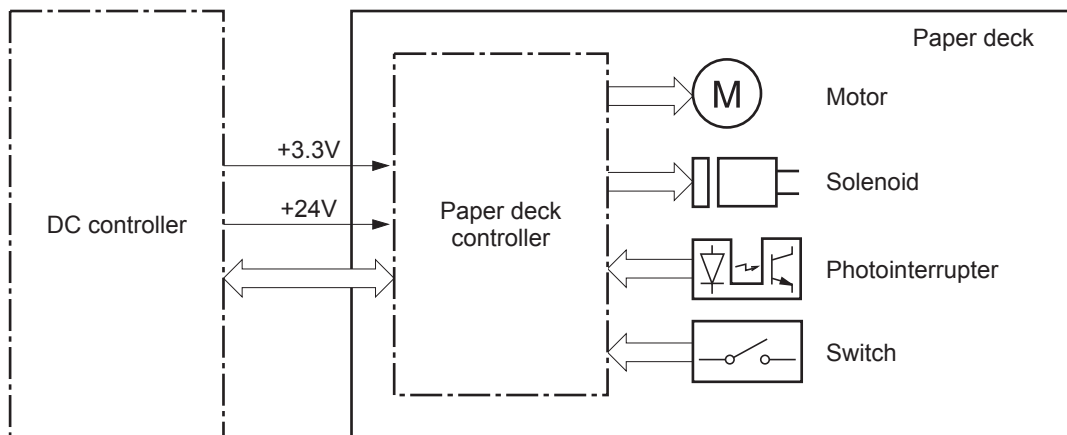 Paper deck
M
Motor
+3.3V
Solenoid
+24V
DC controller
Paper deck
controller
Photointerrupter
Switch